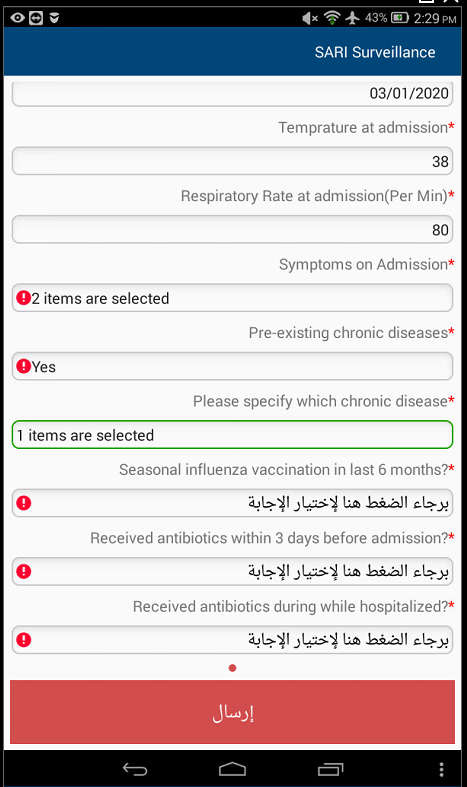 43% 2:29 PM
SARI Surveillance
03/01/2020
Temprature at admission*
38
Respiratory Rate at admission(Per Min)*
80
Symptoms on Admission*
2 items are selected
Pre-existing chronic diseases*
Yes
Please specify which chronic disease*
1 items are selected
Seasonal influenza vaccination in last 6 months?*
برجاء الضغط هنا لإختيار الإجابة
Received antibiotics within 3 days before admission?*
برجاء الضغط هنا لإختيار الإجابة
Received antibiotics during while hospitalized?*
برجاء الضغط هنا لإختيار الإجابة
إرسال